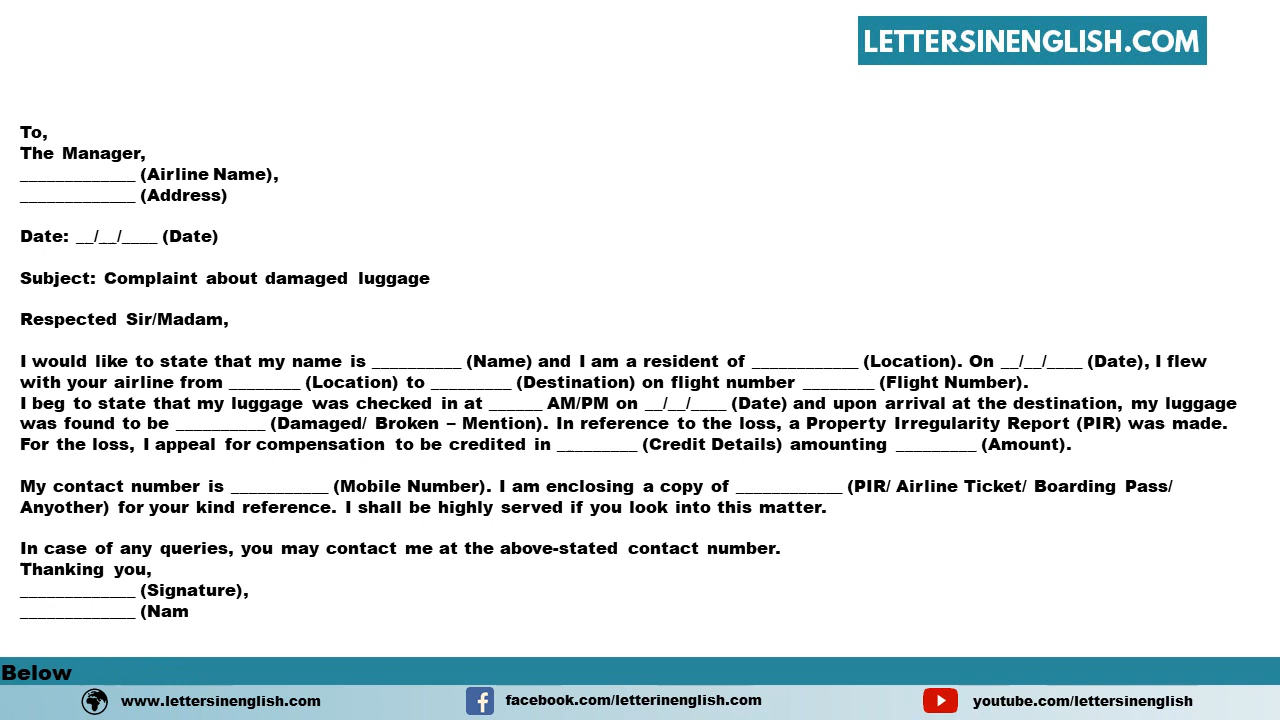 LETTERSINENGLISH.COM
To,
The Manager,
_____________ (Airline Name),
_____________ (Address)
Date: __/__/____ (Date)
Subject: Complaint about damaged luggage
Respected Sir/Madam,
I would like to state that my name is __________ (Name) and I am a resident of ____________ (Location). On __/__/____ (Date), I flew
with your airline from ________ (Location) to _________ (Destination) on flight number ________ (Flight Number).
I beg to state that my luggage was checked in at ______ AM/PM on __/__/____ (Date) and upon arrival at the destination, my luggage
was found to be __________ (Damaged/ Broken – Mention). In reference to the loss, a Property Irregularity Report (PIR) was made.
For the loss, I appeal for compensation to be credited in _________ (Credit Details) amounting _________ (Amount).
My contact number is ___________ (Mobile Number). I am enclosing a copy of ____________ (PIR/ Airline Ticket/ Boarding Pass/
Anyother) for your kind reference. I shall be highly served if you look into this matter.
In case of any queries, you may contact me at the above-stated contact number.
Thanking you,
_____________ (Signature),
_____________ (Nam
Below
www.lettersinenglish.com facebook.com/letterinenglish.com youtube.com/lettersinenglish